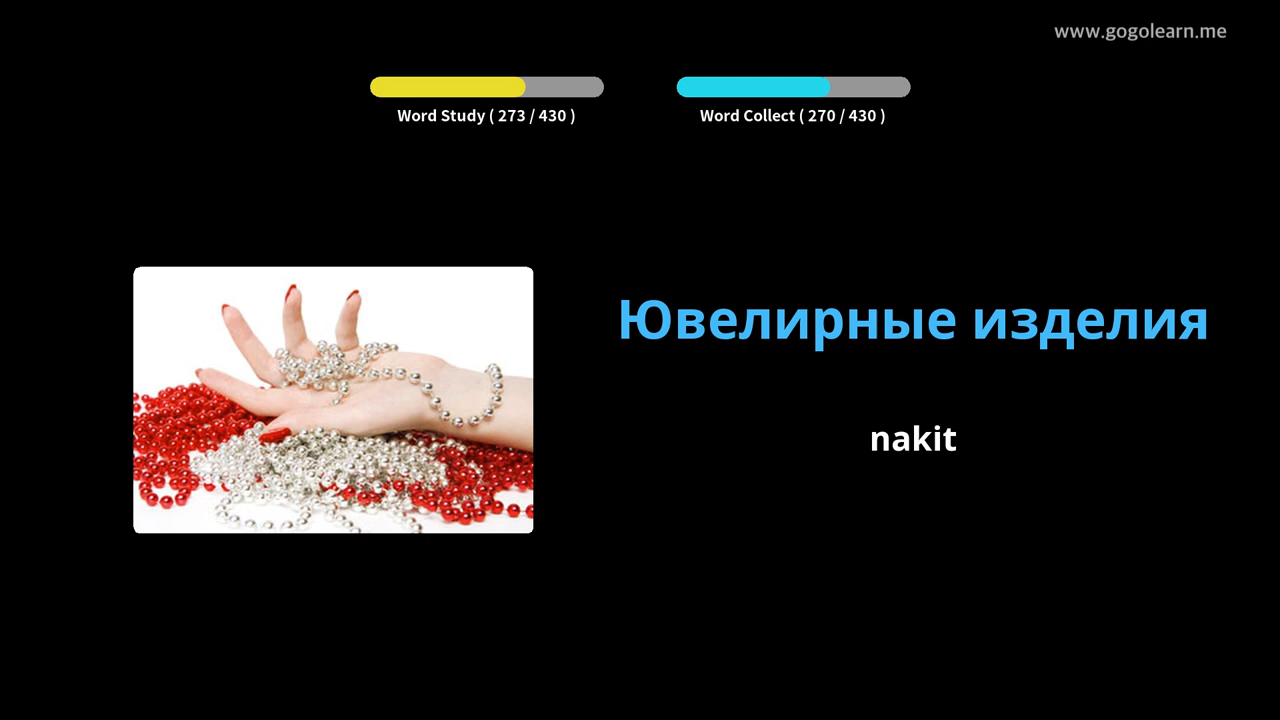 www.gogolearn.me
Word Study ( 273 / 430 )
Word Collect ( 270 / 430 )
Ювелирные изделия
nakit